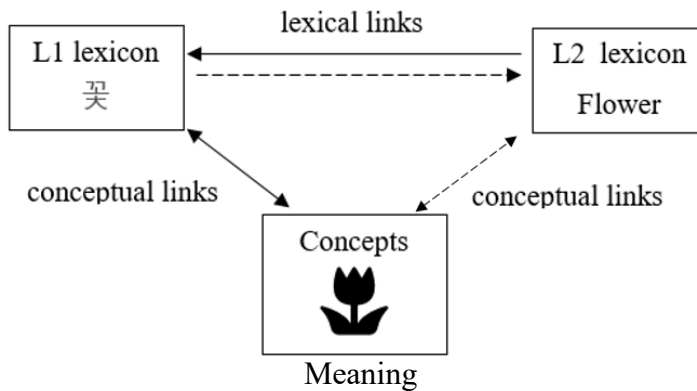 lexical links
L1 lexicon
꽃
L2 lexicon
Flower
conceptual links
conceptual links
Concepts
Meaning